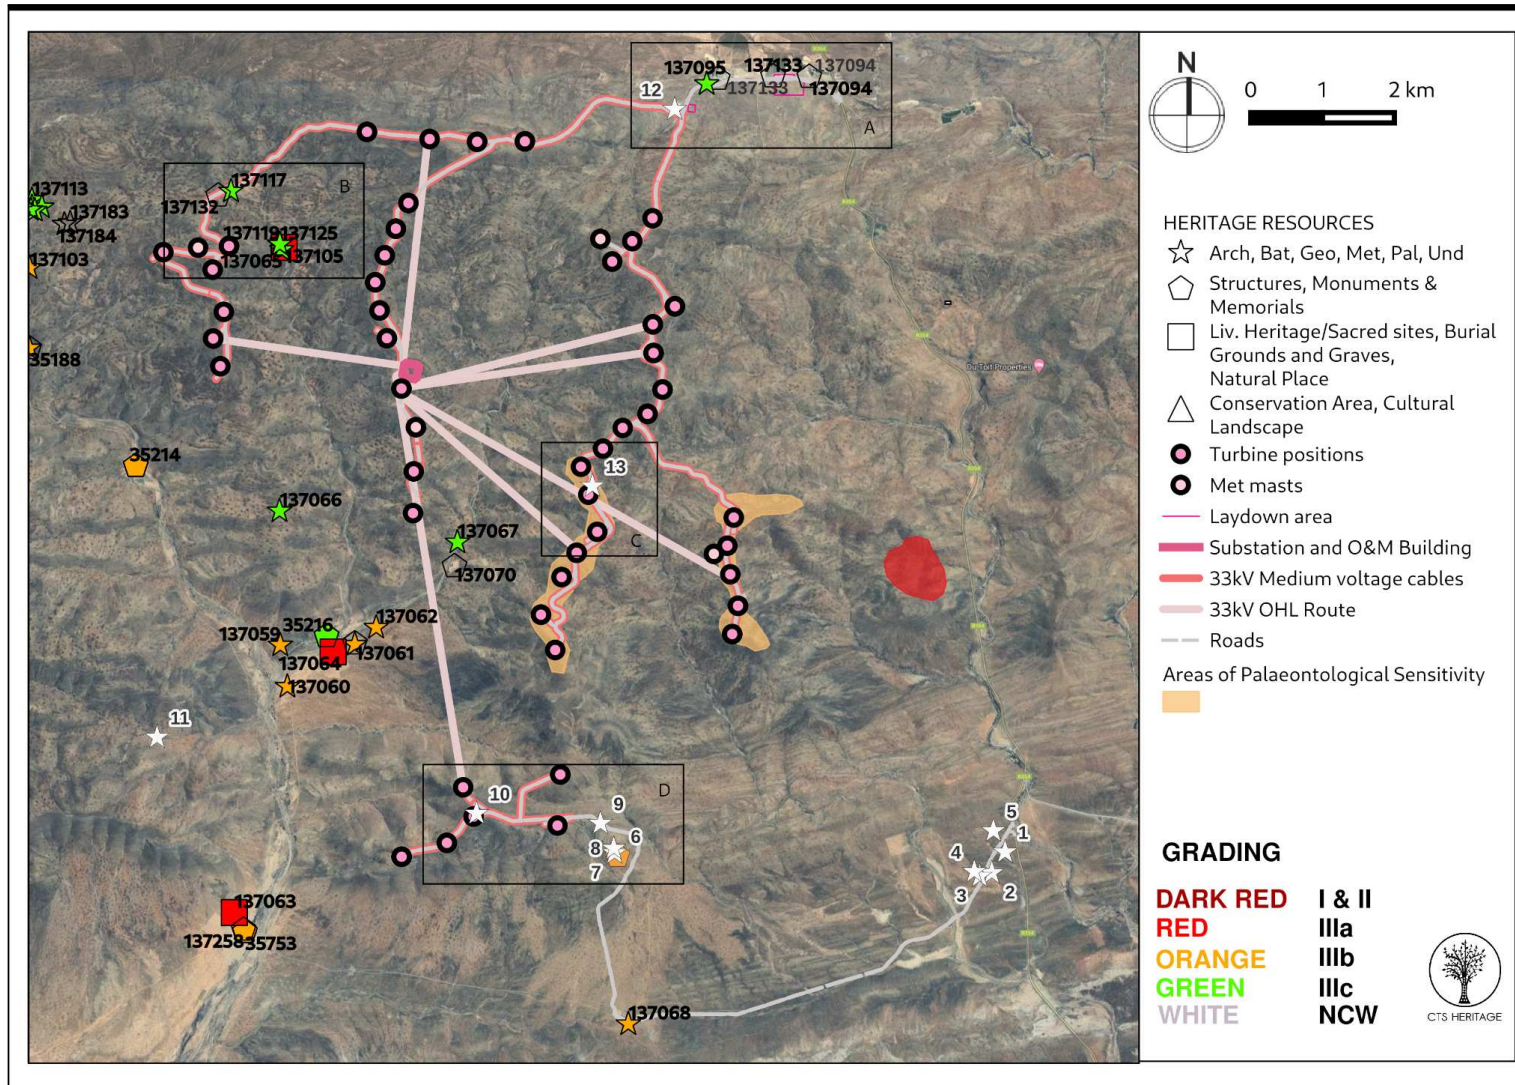 137095
137133
137094
137133
137094
12
A
137117
B
137132
137113
137183
137184
137119
137125
137105
137065
137103
35188
Du Toit Properties
35214
13
137066
C
137067
137070
137062
35216
137059
137061
137064
137060
11
10
D
9
6
8
7
5
1
4
3
2
137063
137258
35753
137068
N
0 1 2 km
HERITAGE RESOURCES
Arch, Bat, Geo, Met, Pal, Und
Structures, Monuments &
Memorials
Liv. Heritage/Sacred sites, Burial
Grounds and Graves,
Natural Place
Conservation Area, Cultural
Landscape
Turbine positions
Met masts
Laydown area
Substation and O&M Building
33kV Medium voltage cables
33kV OHL Route
Roads
Areas of Palaeontological Sensitivity
GRADING
DARK RED I & II
RED IIIa
ORANGE IIIb
GREEN IIIc
WHITE NCW
CTS HERITAGE